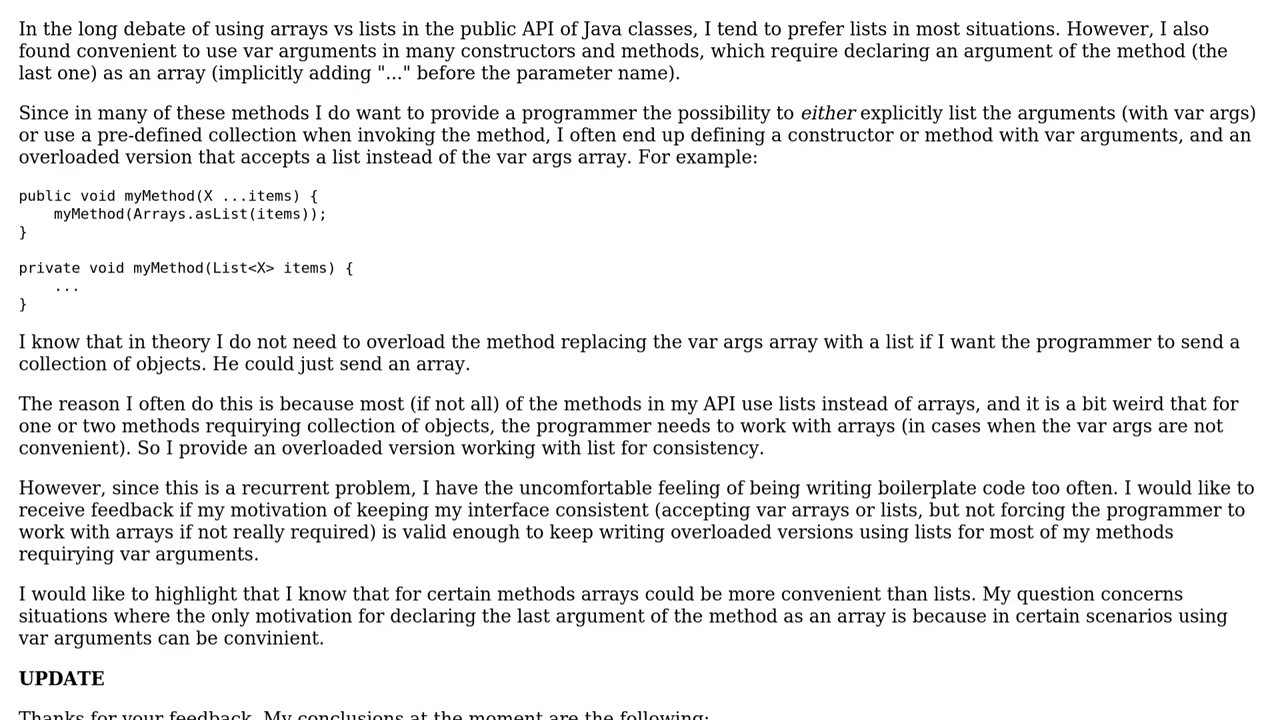 In the long debate of using arrays vs lists in the public API of Java classes, I tend to prefer lists in most situations. However, I also
found convenient to use var arguments in many constructors and methods, which require declaring an argument of the method (the
last one) as an array (implicitly adding "..." before the parameter name).
Since in many of these methods I do want to provide a programmer the possibility to either explicitly list the arguments (with var args)
or use a pre-defined collection when invoking the method, I often end up defining a constructor or method with var arguments, and an
overloaded version that accepts a list instead of the var args array. For example:
public void myMethod(X ...items) {
    myMethod(Arrays.asList(items));
}
private void myMethod(List<X> items) {
    ...
}
I know that in theory I do not need to overload the method replacing the var args array with a list if I want the programmer to send a
collection of objects. He could just send an array.
The reason I often do this is because most (if not all) of the methods in my API use lists instead of arrays, and it is a bit weird that for
one or two methods requirying collection of objects, the programmer needs to work with arrays (in cases when the var args are not
convenient). So I provide an overloaded version working with list for consistency.
However, since this is a recurrent problem, I have the uncomfortable feeling of being writing boilerplate code too often. I would like to
receive feedback if my motivation of keeping my interface consistent (accepting var arrays or lists, but not forcing the programmer to
work with arrays if not really required) is valid enough to keep writing overloaded versions using lists for most of my methods
requirying var arguments.
I would like to highlight that I know that for certain methods arrays could be more convenient than lists. My question concerns
situations where the only motivation for declaring the last argument of the method as an array is because in certain scenarios using
var arguments can be convinient.
UPDATE
Thanks for your feedback. My conclusions at the moment are the following: